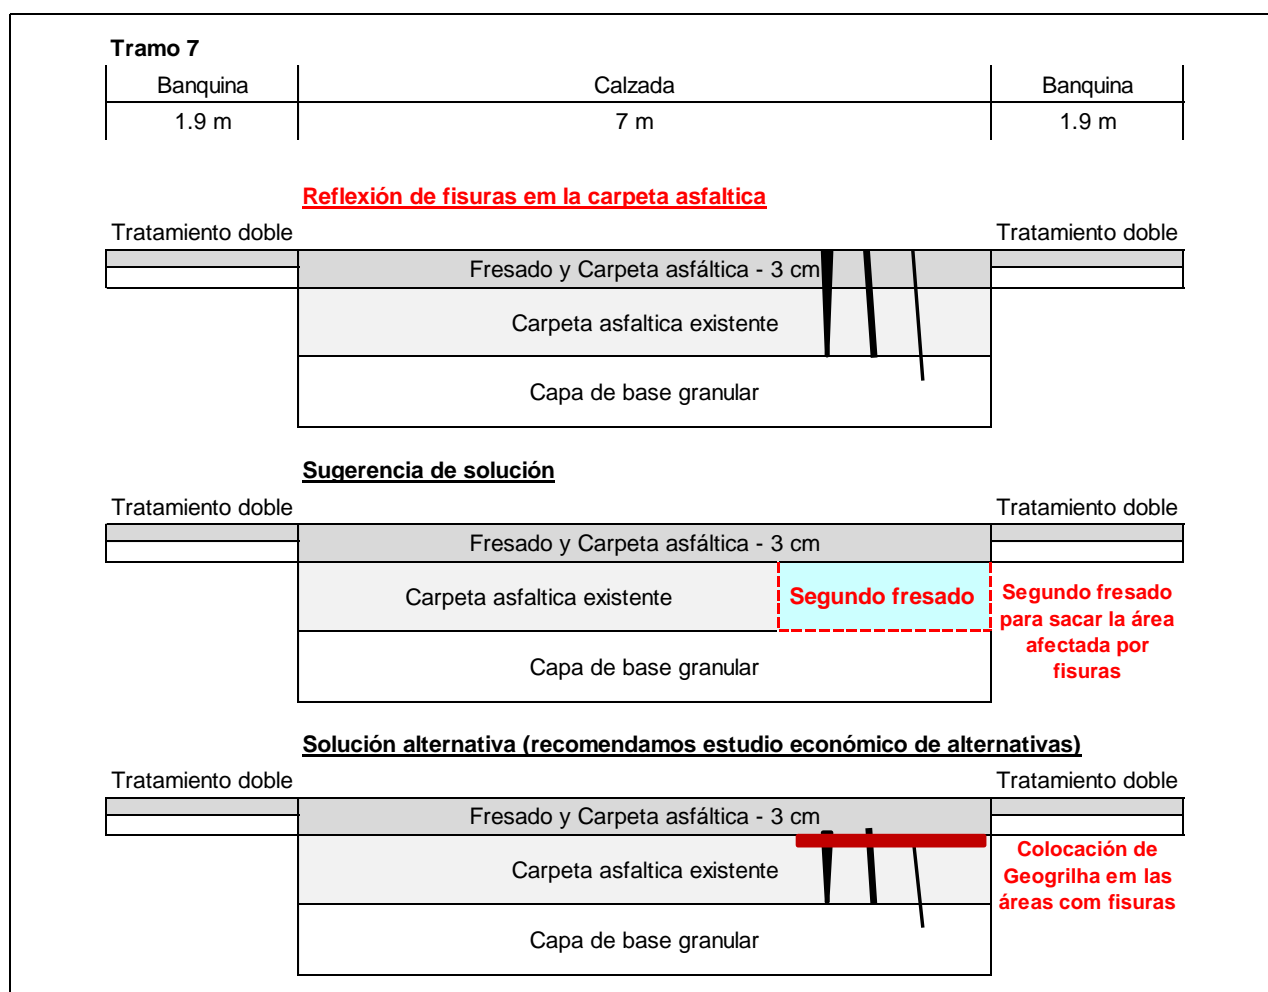 Tramo 7
Banquina Calzada Banquina
1.9 m 7 m 1.9 m
Reflexión de fisuras em la carpeta asfaltica
Tratamiento doble Tratamiento doble
Fresado y Carpeta asfáltica - 3 cm
Carpeta asfaltica existente
Capa de base granular
Sugerencia de solución
Tratamiento doble Tratamiento doble
Fresado y Carpeta asfáltica - 3 cm
Carpeta asfaltica existente
Segundo fresado
Segundo fresado
para sacar la área
afectada por
fisuras
Capa de base granular
Solución alternativa (recomendamos estudio económico de alternativas)
Tratamiento doble Tratamiento doble
Fresado y Carpeta asfáltica - 3 cm
Carpeta asfaltica existente
Colocación de
Geogrilha em las
áreas com fisuras
Capa de base granular